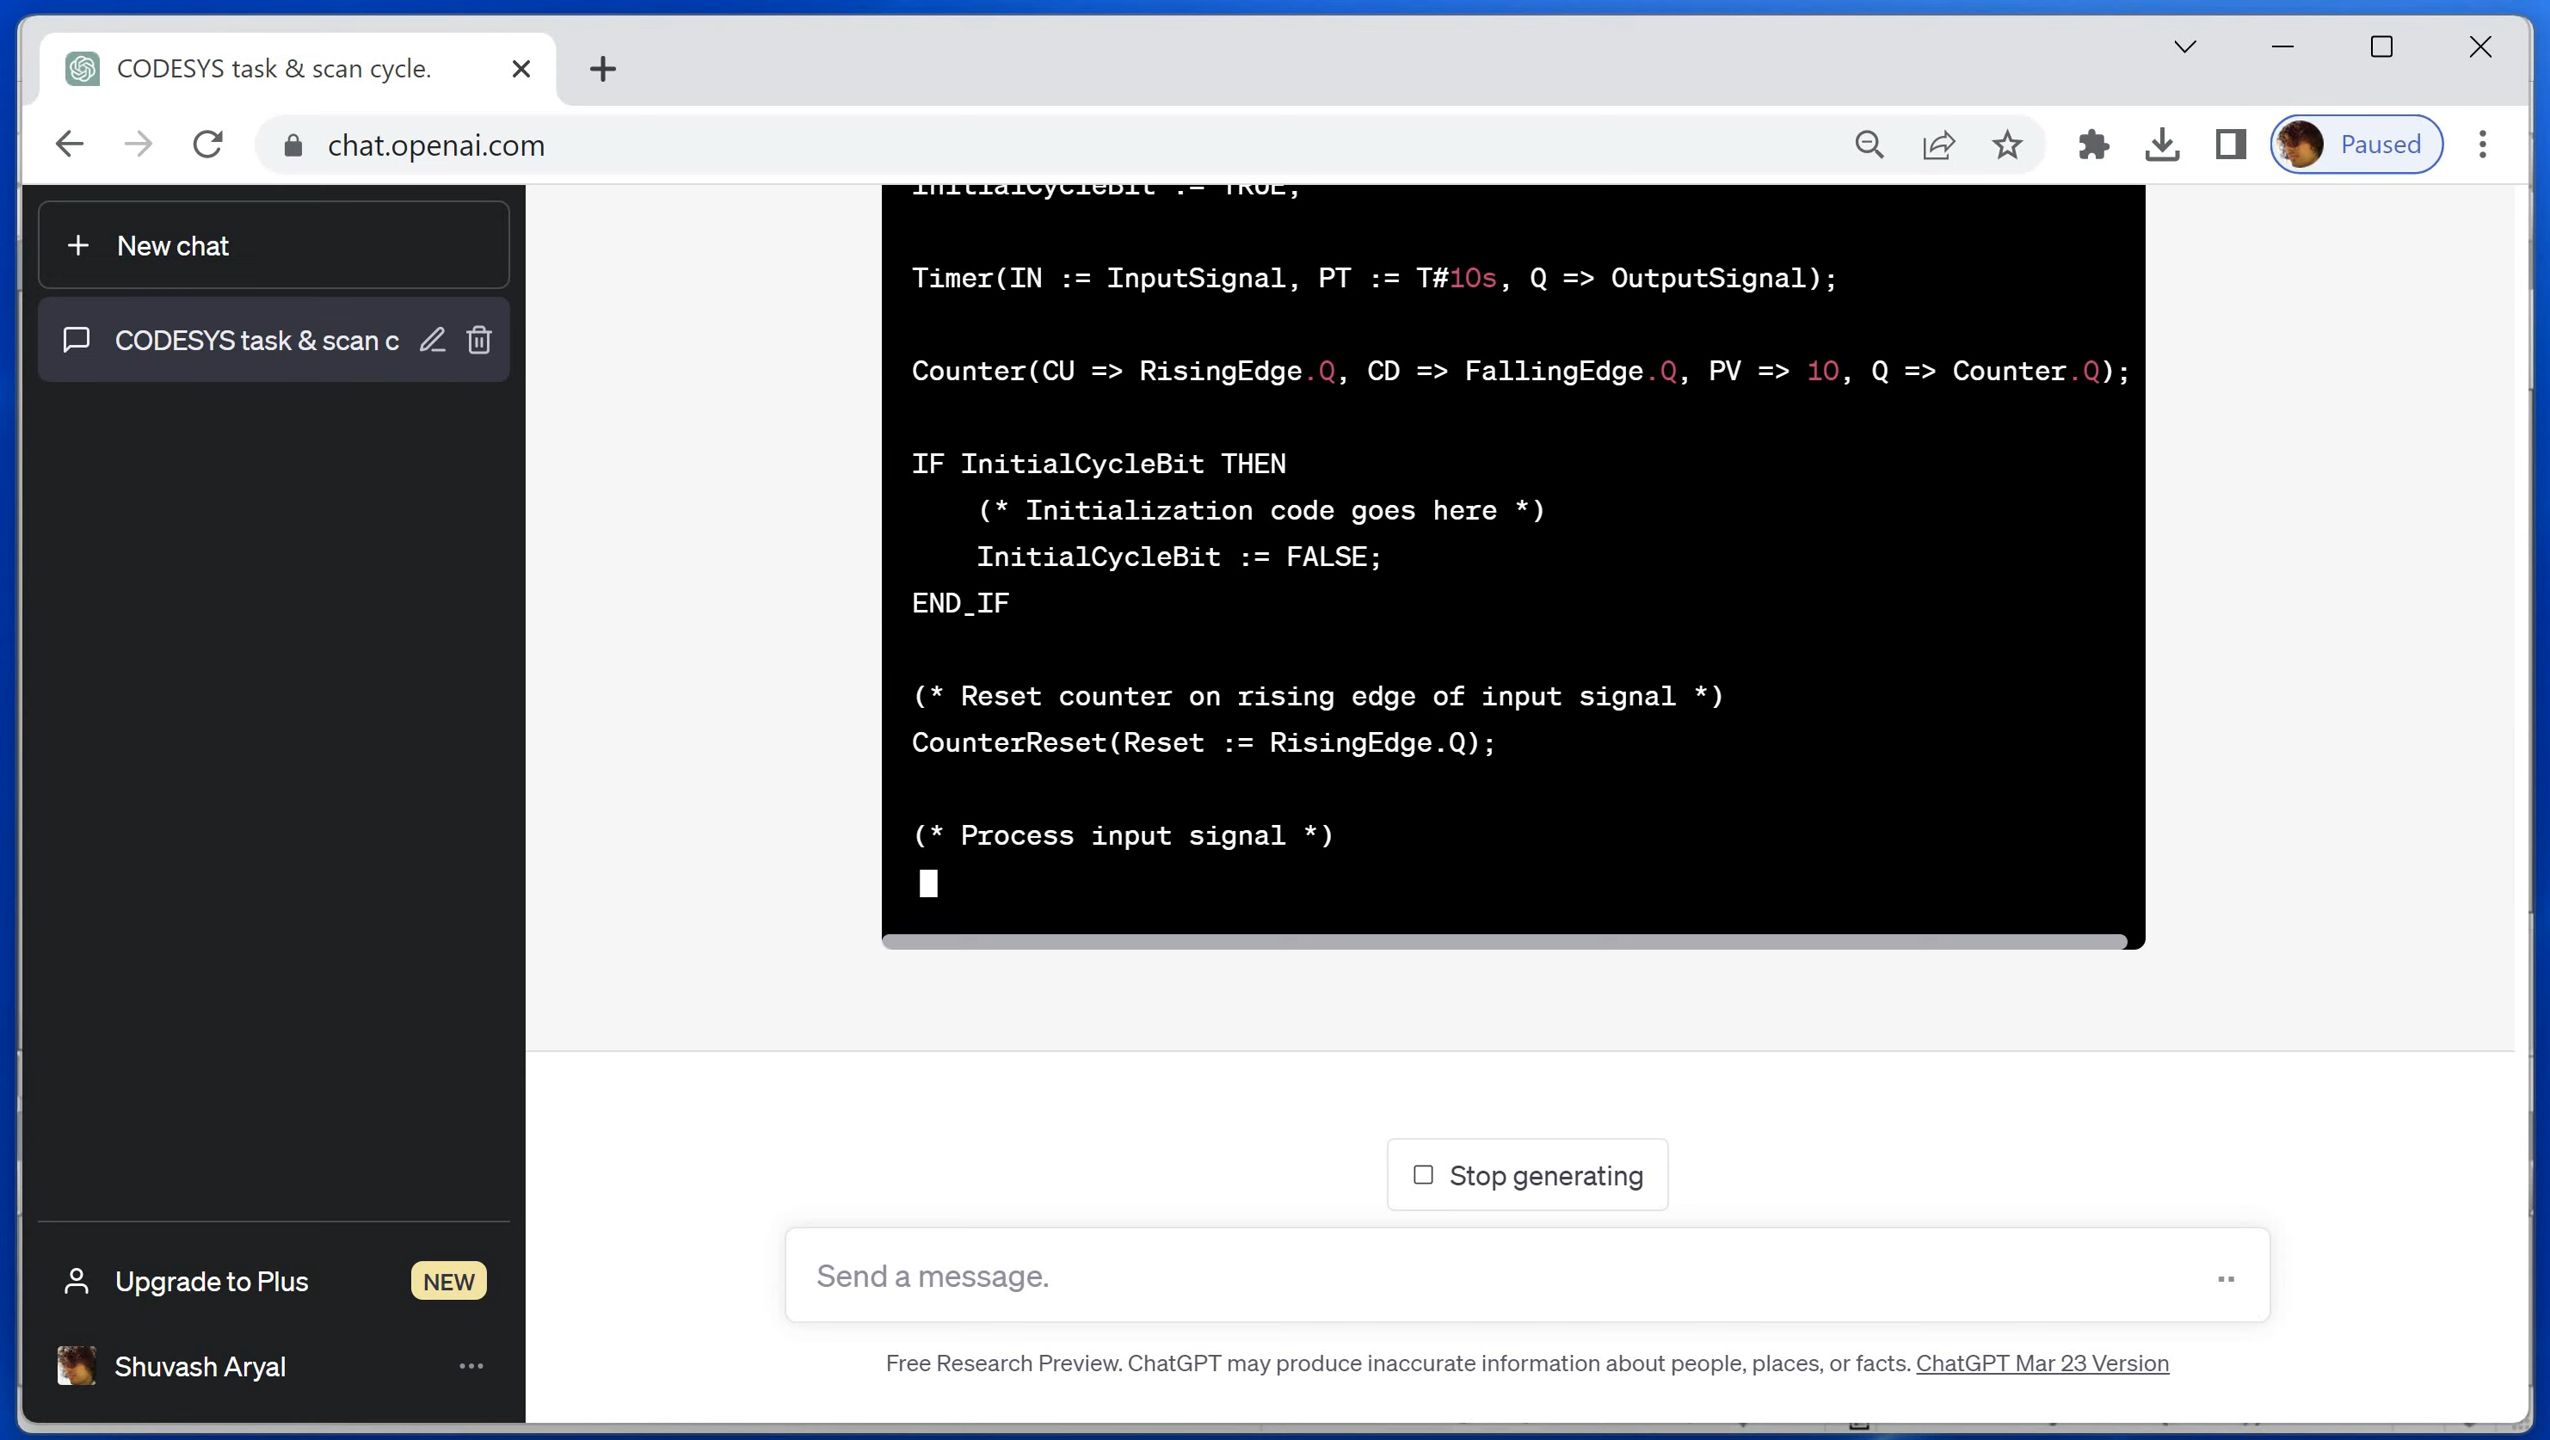 CODESYS task & scan cycle.
chat.openai.com
Paused
New chat
CODESYS task & scan c
InitialCycleBit := TRUE;
Timer(IN := InputSignal, PT := T#10s, Q => OutputSignal);
Counter(CU => RisingEdge.Q, CD => FallingEdge.Q, PV => 10, Q => Counter.Q);
IF InitialCycleBit THEN
(* Initialization code goes here *)
InitialCycleBit := FALSE;
END_IF
(* Reset counter on rising edge of input signal *)
CounterReset(Reset := RisingEdge.Q);
(* Process input signal *)
Stop generating
Send a message.
Upgrade to Plus NEW
Shuvash Aryal
Free Research Preview. ChatGPT may produce inaccurate information about people, places, or facts. ChatGPT Mar 23 Version